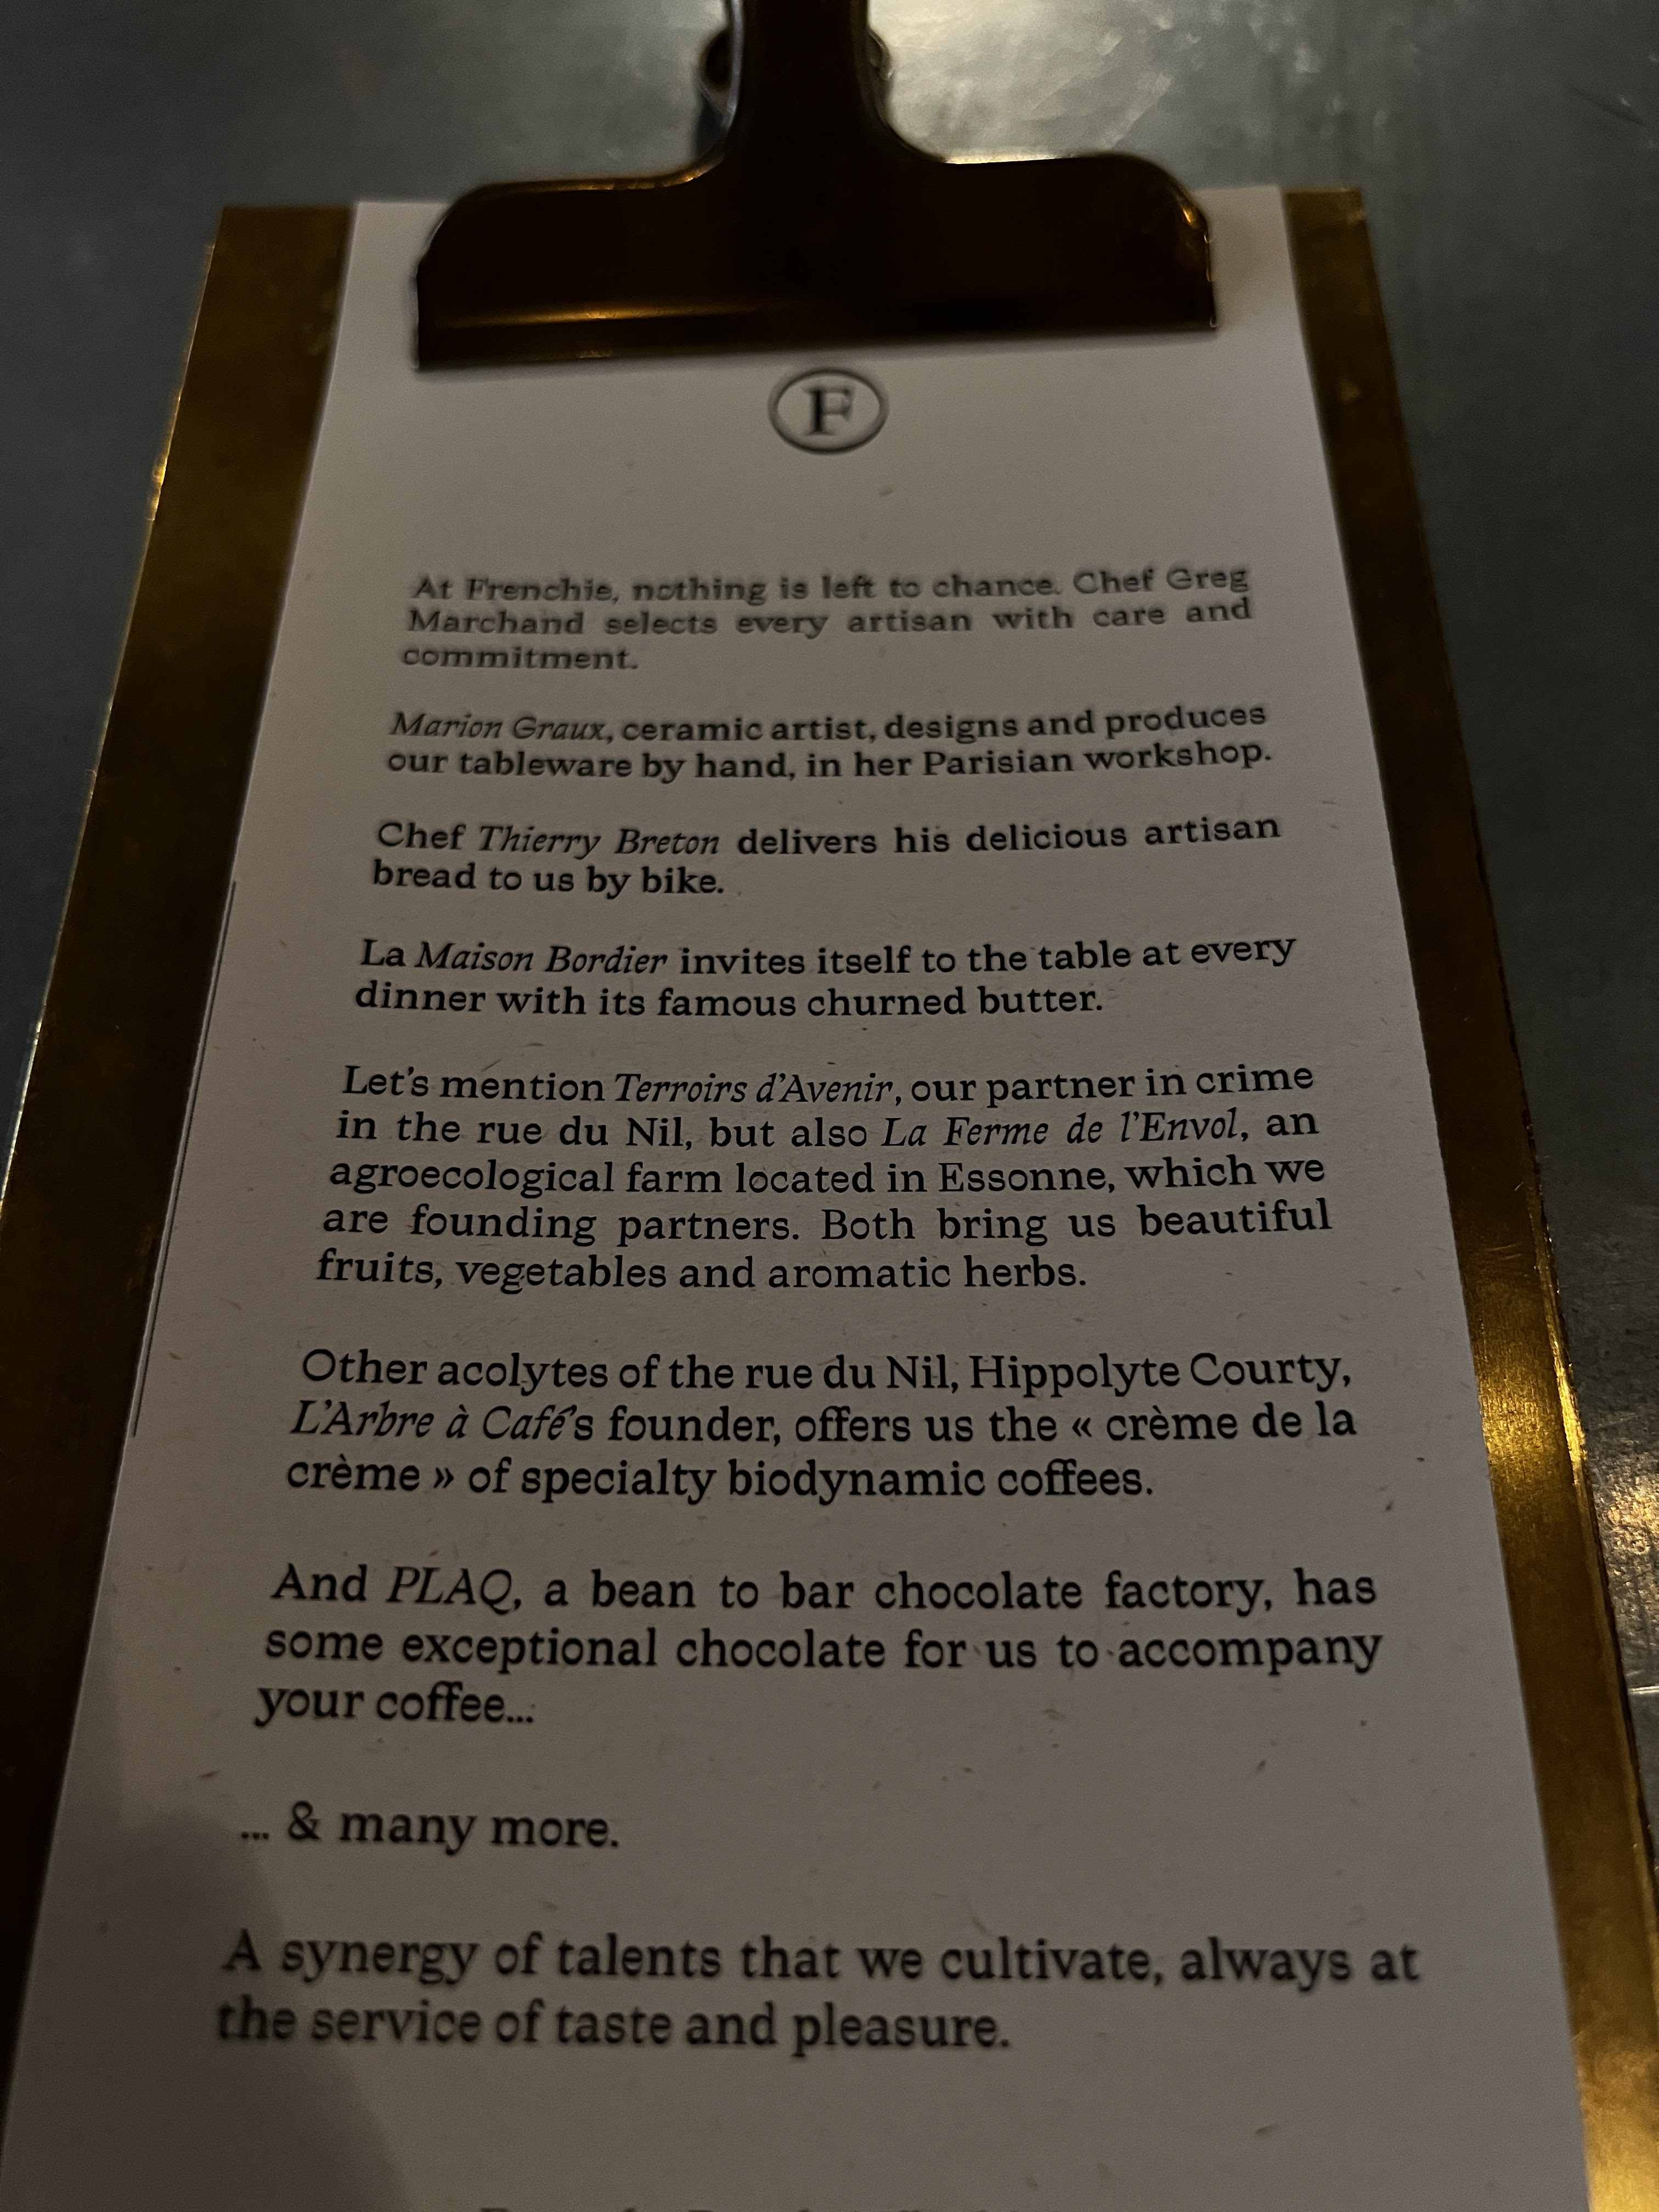 F
At Frenchie, nothing is left to chance. Chef Greg
Marchand selects every artisan with care and
commitment.
Marion Graux, ceramic artist, designs and produces
our tableware by hand, in her Parisian workshop.
Chef Thierry Breton delivers his delicious artisan
bread to us by bike.
La Maison Bordier invites itself to the table at every
dinner with its famous churned butter.
Let's mention Terroirs d'Avenir, our partner in crime
in the rue du Nil, but also La Ferme de l'Envol, an
agroecological farm located in Essonne, which we
are founding partners. Both bring us beautiful
fruits, vegetables and aromatic herbs.
Other acolytes of the rue du Nil, Hippolyte Courty,
L'Arbre à Café's founder, offers us the « crème de la
crème » of specialty biodynamic coffees.
And PLAQ, a bean to bar chocolate factory, has
some exceptional chocolate for us to accompany
your coffee...
... & many more.
A synergy of talents that we cultivate, always at
the service of taste and pleasure.